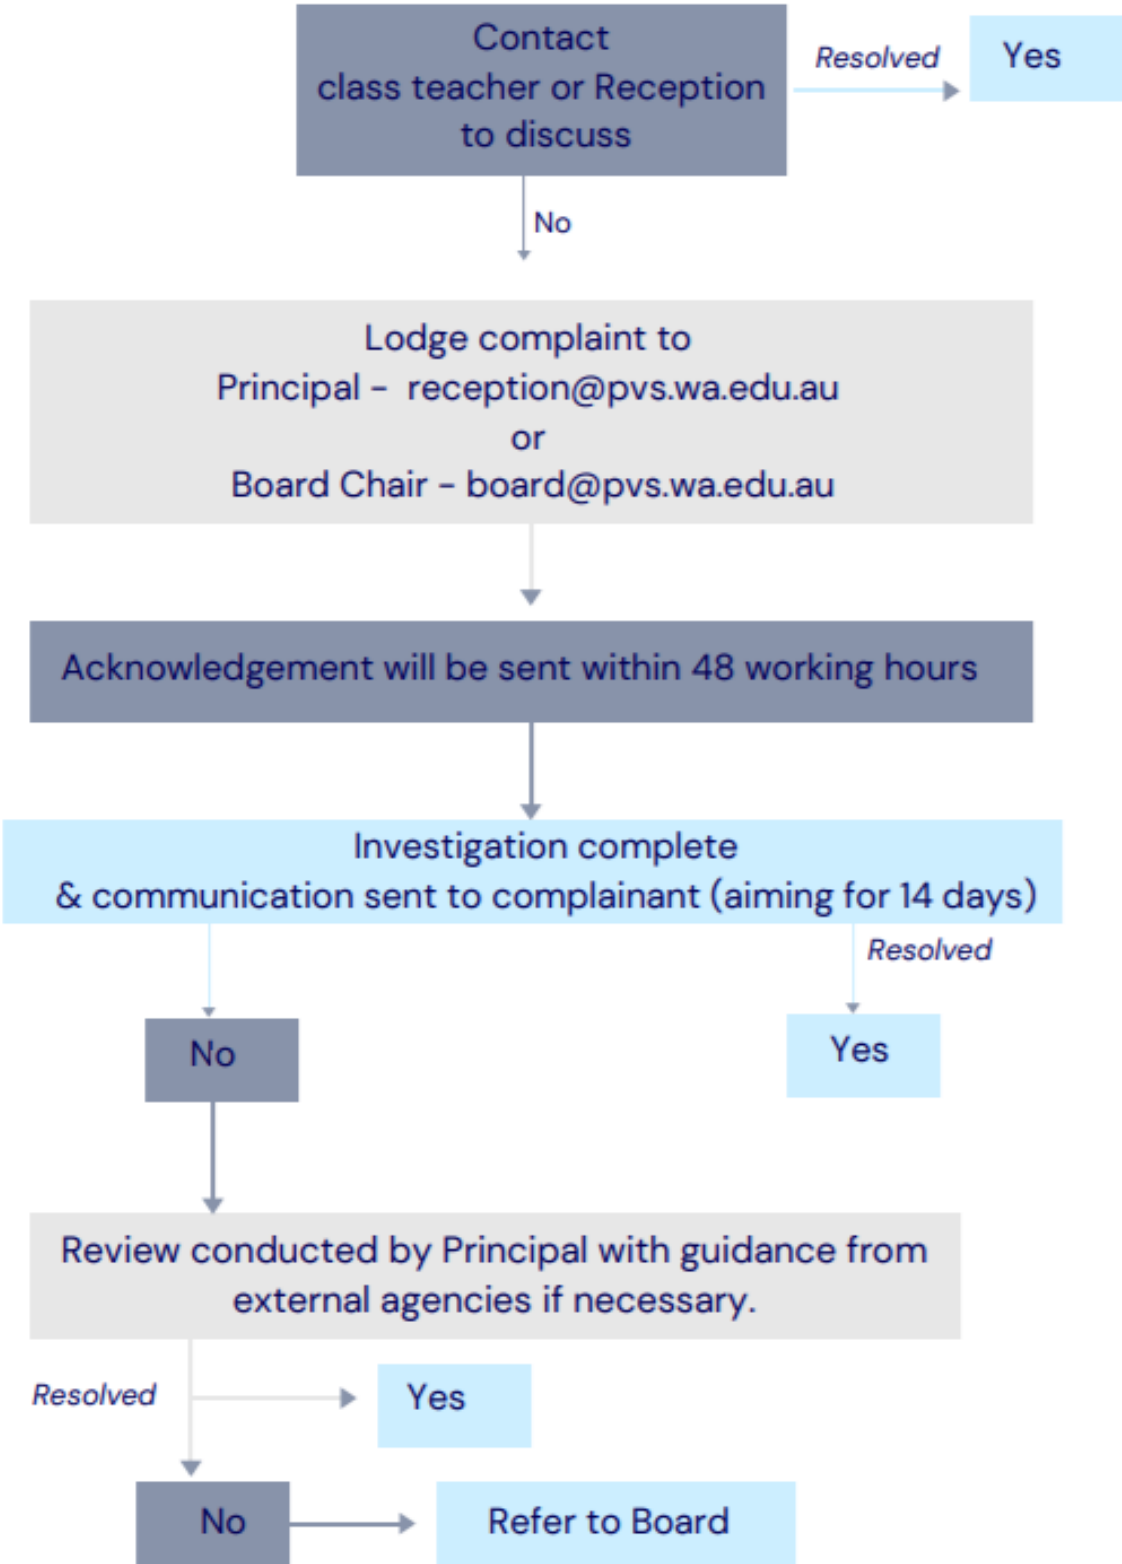 Contact
class teacher or Reception
to discuss
Resolved
Yes
No
Lodge complaint to
Principal - reception@pvs.wa.edu.au
or
Board Chair - board@pvs.wa.edu.au
Acknowledgement will be sent within 48 working hours
Investigation complete
& communication sent to complainant (aiming for 14 days)
Resolved
No
Yes
Review conducted by Principal with guidance from
external agencies if necessary.
Resolved
Yes
No
Refer to Board